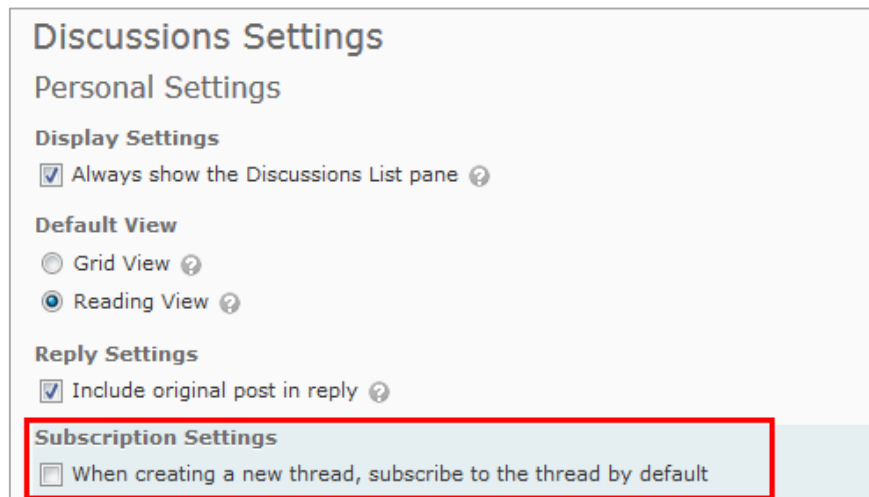 Discussions Settings
Personal Settings
Display Settings
Always show the Discussions List pane
Default View
Grid View
Reading View
Reply Settings
Include original post in reply
Subscription Settings
When creating a new thread, subscribe to the thread by default